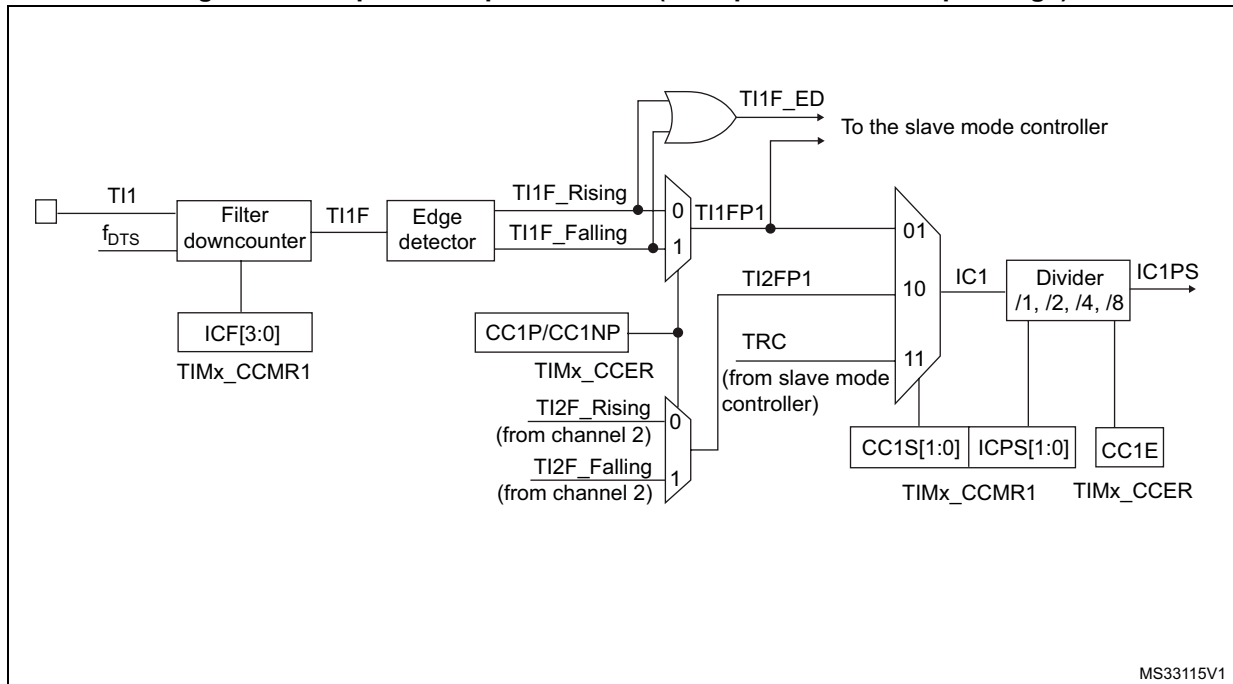 TI1F_ED
To the slave mode controller
TI1
TI1F_Rising
Filter
downcounter
TI1F
Edge
detector
0
TI1FP1
fDTS
TI1F_Falling
1
01
TI2FP1
10
IC1
Divider
/1, /2, /4, /8
IC1PS
ICF[3:0]
CC1P/CC1NP
TRC
11
TIMx_CCMR1
TIMx_CCER
(from slave mode
controller)
TI2F_Rising
0
(from channel 2)
TI2F_Falling
1
(from channel 2)
CC1S[1:0]
ICPS[1:0]
CC1E
TIMx_CCMR1
TIMx_CCER
MS33115V1